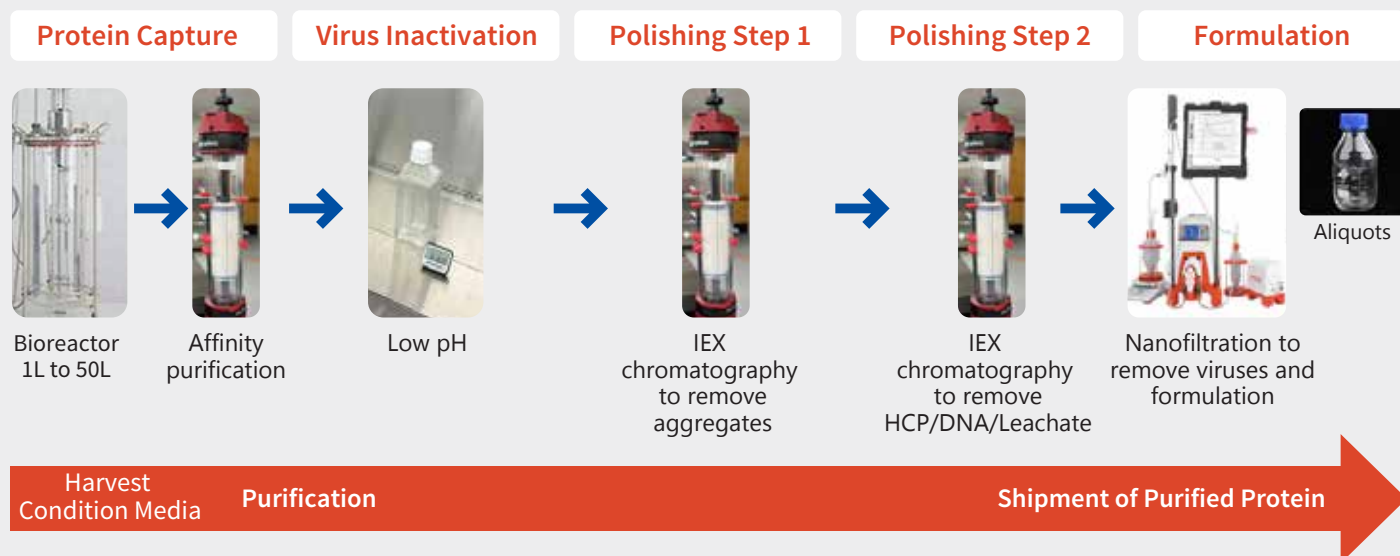 Protein Capture
Virus Inactivation
Polishing Step 1
Polishing Step 2
Formulation
Bioreactor
1L to 50L
Affinity
purification
Low pH
IEX
chromatography
to remove
aggregates
IEX
chromatography
to remove
HCP/DNA/Leachate
Nanofiltration to
remove viruses and
formulation
Aliquots
Harvest
Condition Media
Purification
Shipment of Purified Protein